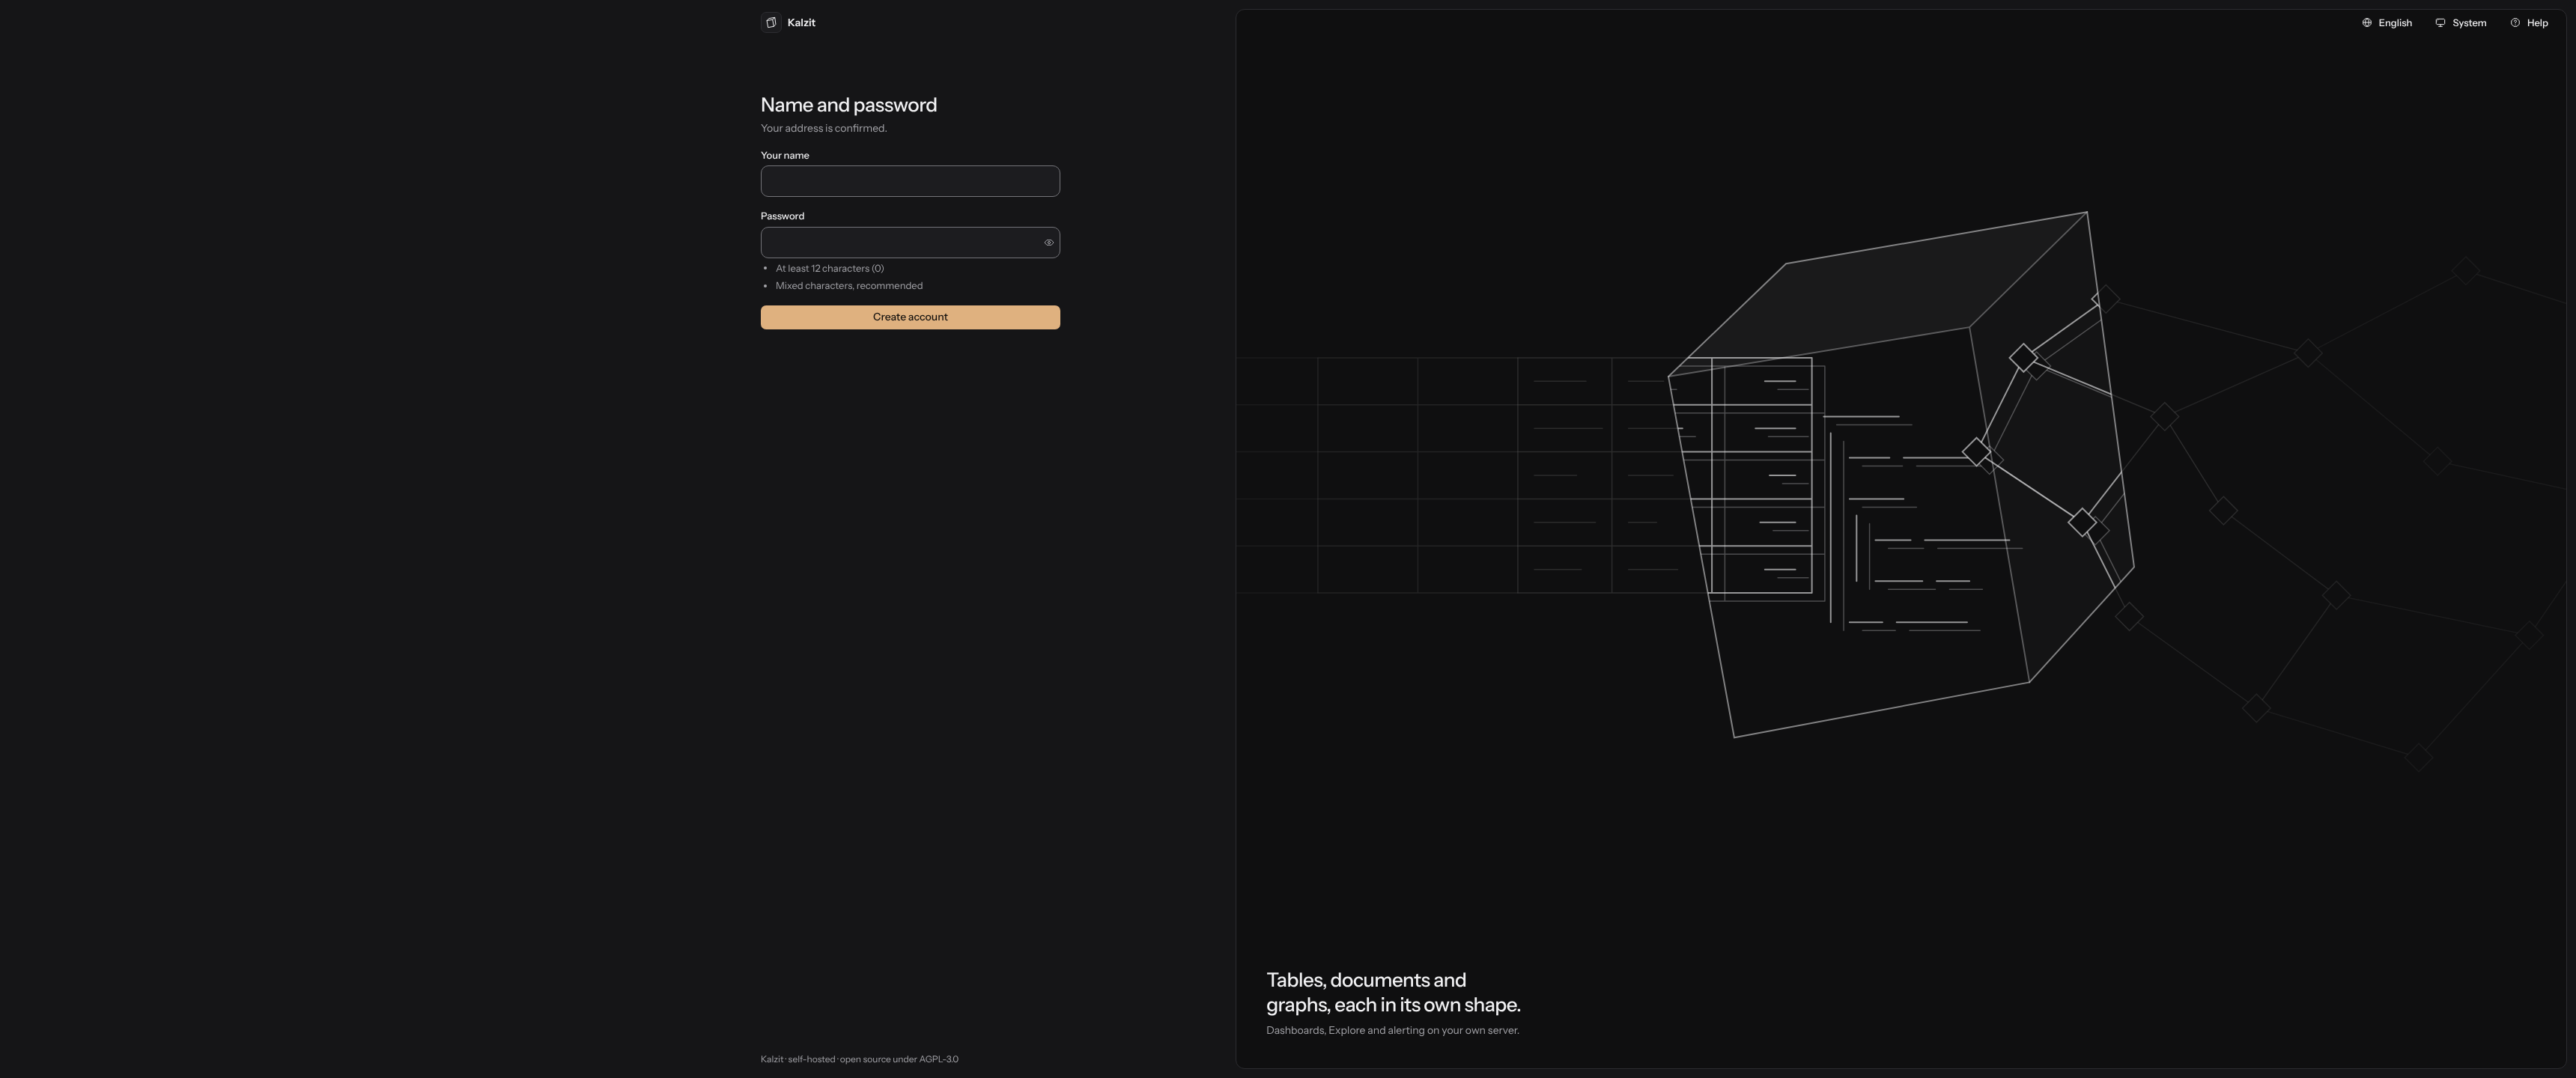 Kalzit
English
System
Help
Name and password
Your address is confirmed.
Your name
Password
At least 12 characters (0)
Mixed characters, recommended
Create account
Tables, documents and
graphs, each in its own shape.
Dashboards, Explore and alerting on your own server.
Kalzit · self-hosted · open source under AGPL-3.0